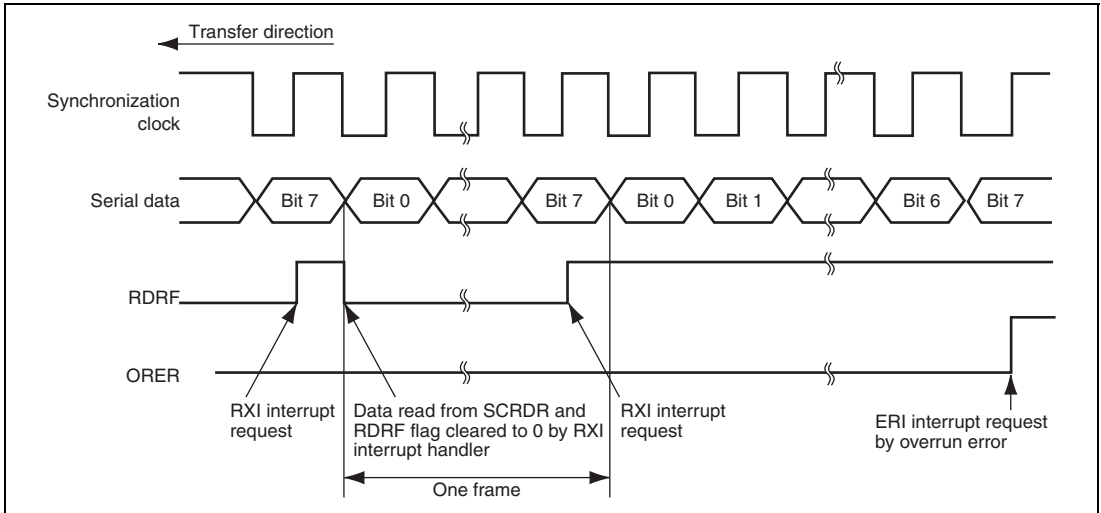 Transfer direction
Synchronization
clock
Serial data
Bit 7
Bit 0
Bit 7
Bit 0
Bit 1
Bit 6
Bit 7
RDRF
ORER
RXI interrupt
request
Data read from SCRDR and
RDRF flag cleared to 0 by RXI
interrupt handler
RXI interrupt
request
ERI interrupt request
by overrun error
One frame